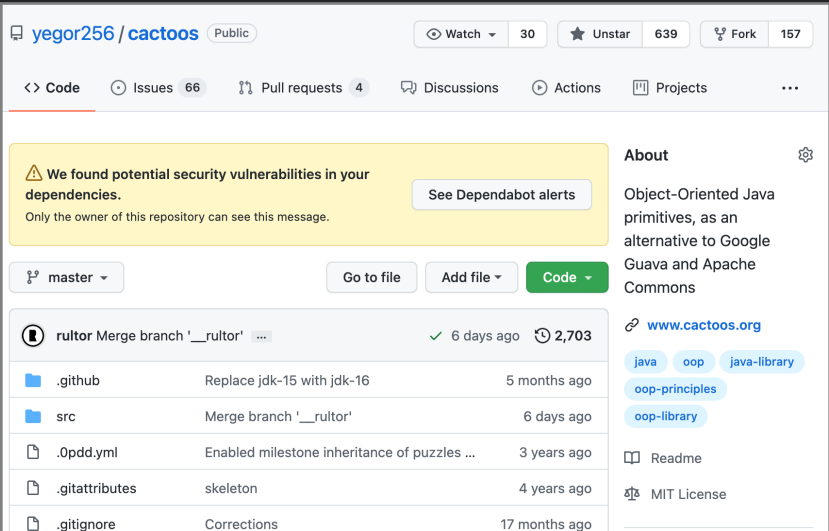 yegor256 / cactoos Public
Watch 30 Unstar 639 Fork 157
Code Issues 66 Pull requests 4 Discussions Actions Projects ...
We found potential security vulnerabilities in your
dependencies.
Only the owner of this repository can see this message.
See Dependabot alerts
master Go to file Add file Code
rultor Merge branch '__rultor' ... 6 days ago 2,703
.github Replace jdk-15 with jdk-16 5 months ago
src Merge branch '__rultor' 6 days ago
.0pdd.yml Enabled milestone inheritance of puzzles ... 3 years ago
.gitattributes skeleton 4 years ago
.gitignore Corrections 17 months ago
About
Object-Oriented Java
primitives, as an
alternative to Google
Guava and Apache
Commons
www.cactoos.org
java oop java-library
oop-principles
oop-library
Readme
MIT License